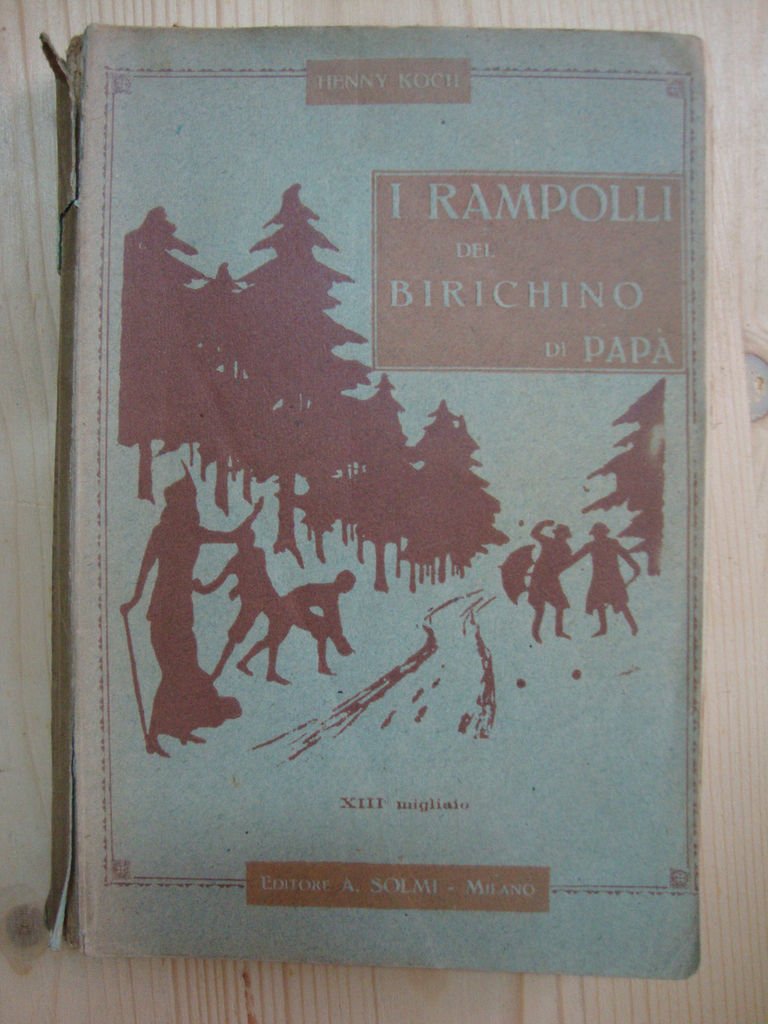 HENNY KOCH
I RAMPOLLI
DEL
BIRICHINO
DI PAPÀ
XIII migliaio
EDITORE A. SOLMI - MILANO